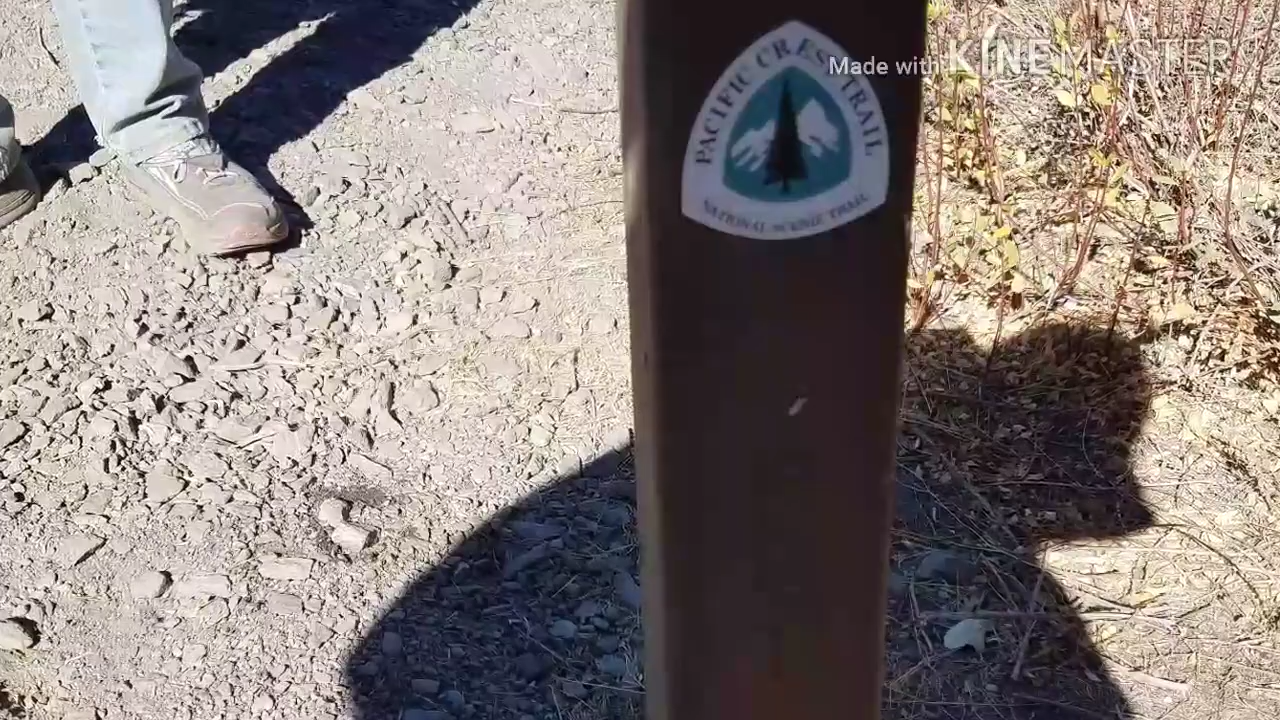 PACIFIC CREST TRAIL
NATIONAL SCENIC TRAIL
Made with KINEMASTER